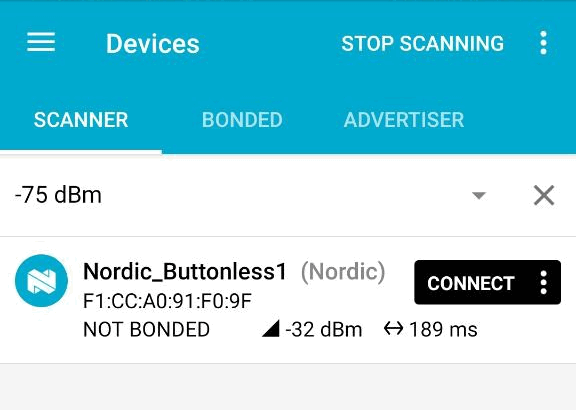 Devices STOP SCANNING
SCANNER BONDED ADVERTISER
-75 dBm
Nordic_Buttonless1 (Nordic) CONNECT
F1:CC:A0:91:F0:9F
NOT BONDED -32 dBm 189 ms